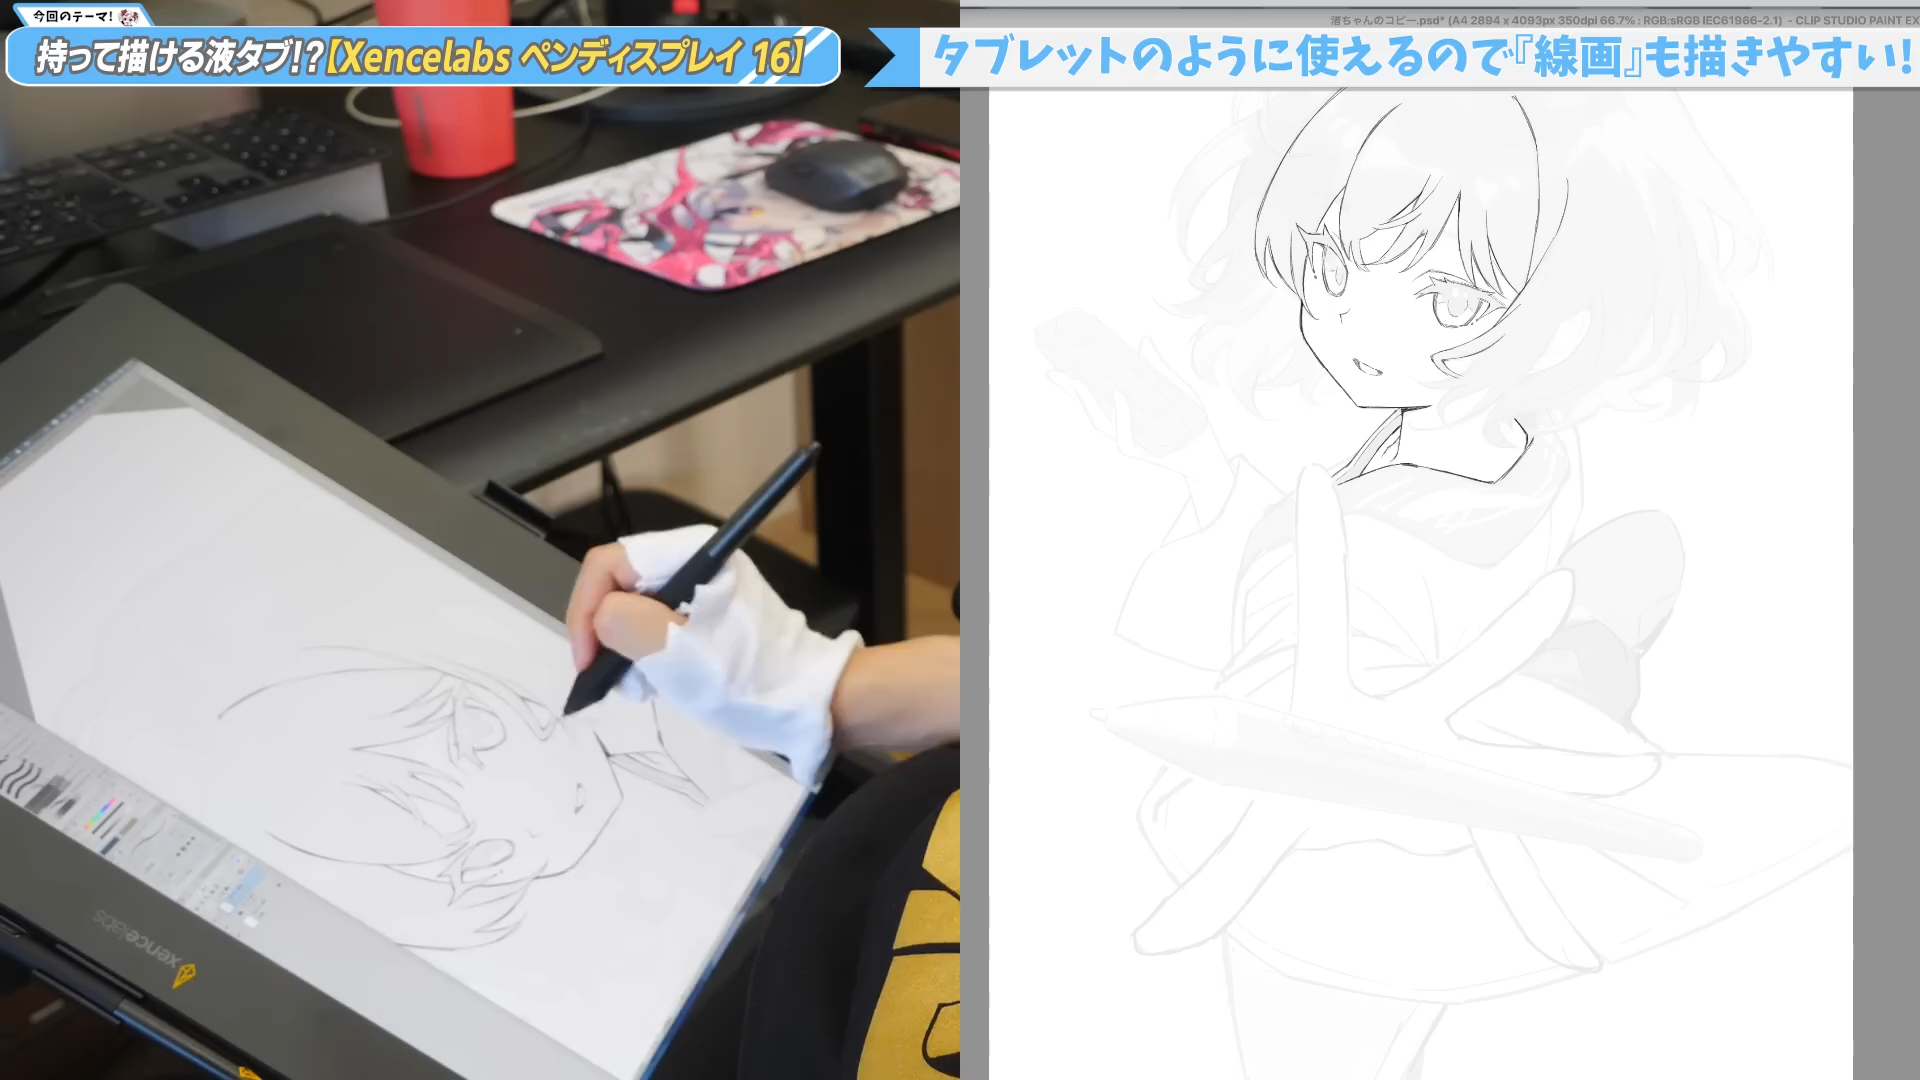 今回のテーマ!
持って描ける液タブ!?【Xencelabs ペンディスプレイ 16】
タブレットのように使えるので『線画』も描きやすい!
渚ちゃんのコピー.psd* (A4 2894 x 4093px 350dpi 66.7% : RGB:sRGB IEC61966-2.1) - CLIP STUDIO PAINT EX
xencelabs